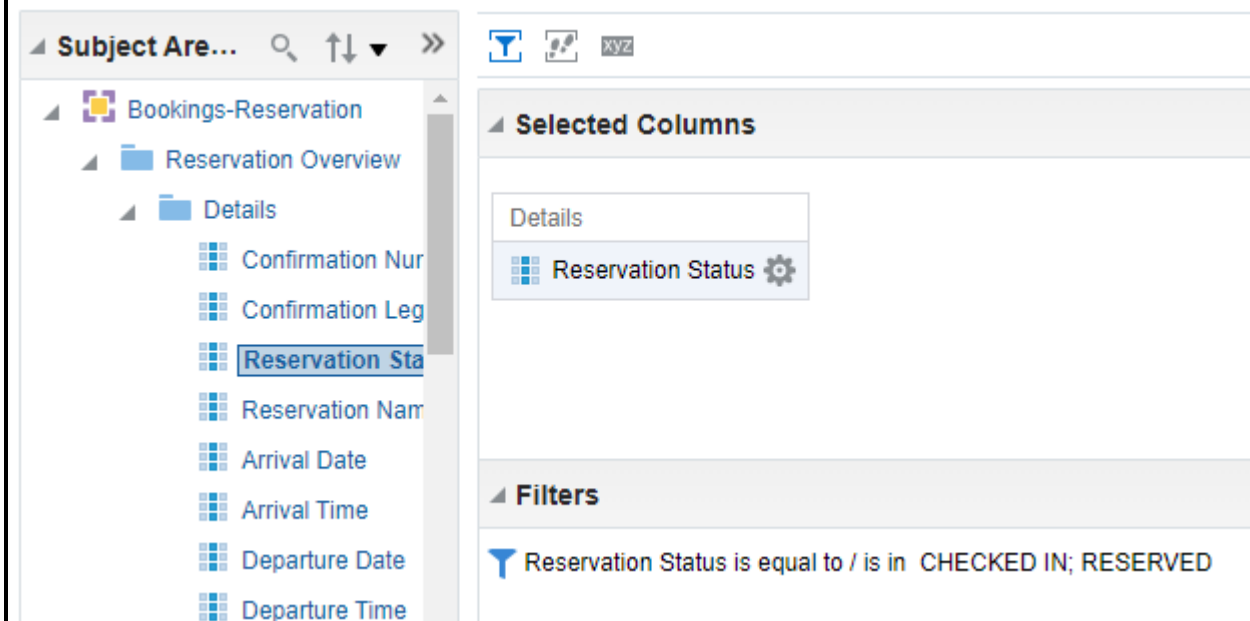 Subject Are...
Bookings-Reservation
Reservation Overview
Details
Confirmation Nur
Confirmation Leg
Reservation Sta
Reservation Nam
Arrival Date
Arrival Time
Departure Date
Departure Time
xyz
Selected Columns
Details
Reservation Status
Filters
Reservation Status is equal to / is in CHECKED IN; RESERVED